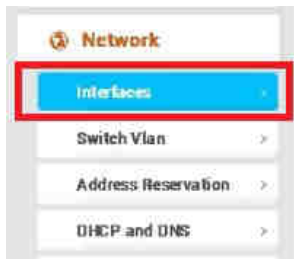 Network
Interfaces
Switch Vlan
Address Reservation
DHCP and DNS